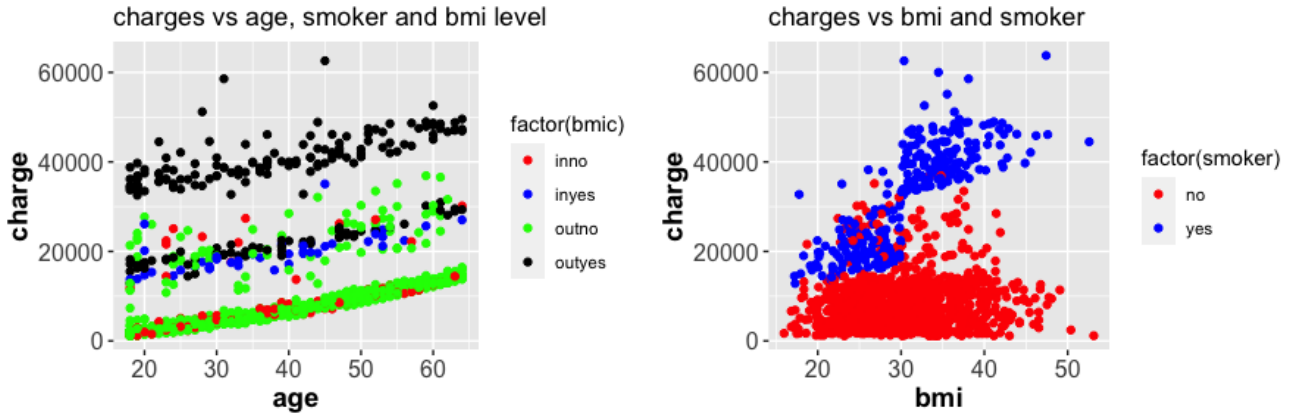 charges vs age, smoker and bmi level
60000
40000
20000
0
charge
20 30 40 50 60
age
factor(bmic)
inno
inyes
outno
outyes
charges vs bmi and smoker
60000
40000
20000
0
charge
20 30 40 50
bmi
factor(smoker)
no
yes